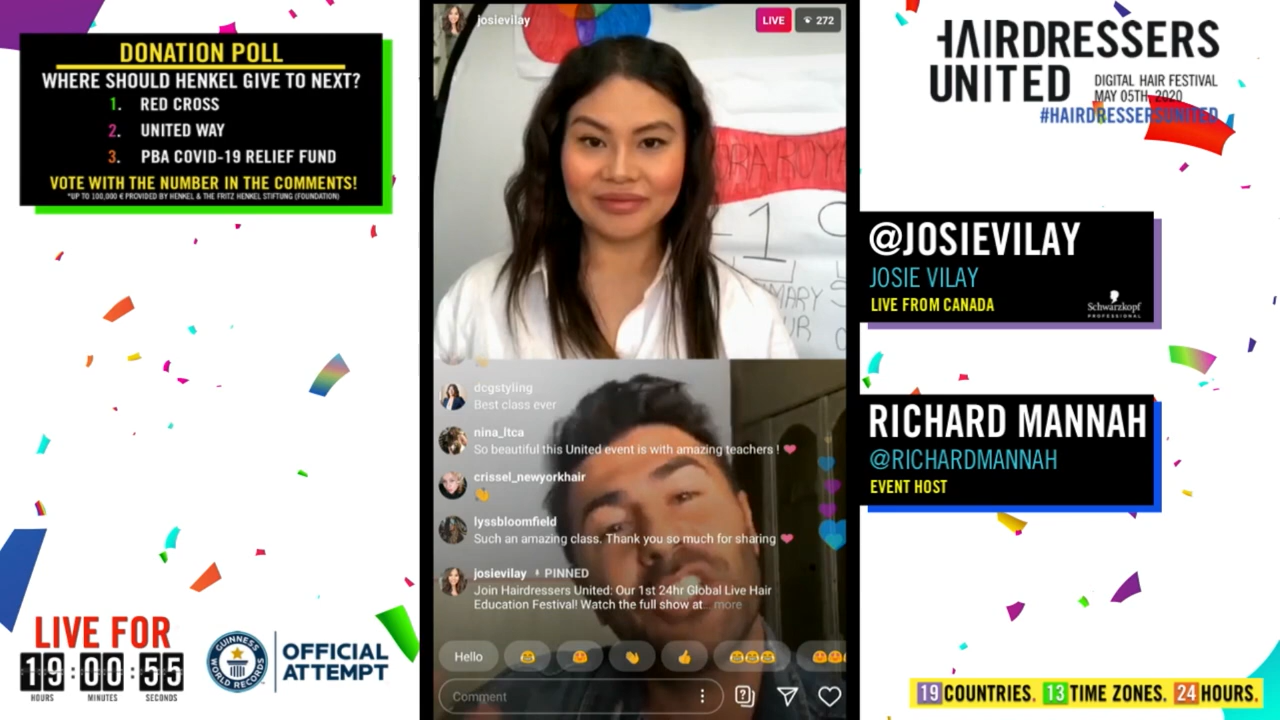 DONATION POLL
WHERE SHOULD HENKEL GIVE TO NEXT?
1. RED CROSS
2. UNITED WAY
3. PBA COVID-19 RELIEF FUND
VOTE WITH THE NUMBER IN THE COMMENTS!
*UP TO 100,000 € PROVIDED BY HENKEL & THE FRITZ HENKEL STIFTUNG (FOUNDATION)
LIVE FOR
19:00:55
HOURS MINUTES SECONDS
GUINNESS WORLD RECORDS
OFFICIAL
ATTEMPT
josievilay
LIVE 272
dcgstyling
Best class ever
nina_ltca
So beautiful this United event is with amazing teachers ! ❤
crissel_newyorkhair
👏
lyssbloomfield
Such an amazing class. Thank you so much for sharing ❤
josievilay PINNED
Join Hairdressers United: Our 1st 24hr Global Live Hair
Education Festival! Watch the full show at... more
Hello
Comment
HAIRDRESSERS
UNITED
DIGITAL HAIR FESTIVAL
MAY 05TH, 2020
#HAIRDRESSERSUNITED
@JOSIEVILAY
JOSIE VILAY
LIVE FROM CANADA
Schwarzkopf
PROFESSIONAL
RICHARD MANNAH
@RICHARDMANNAH
EVENT HOST
19 COUNTRIES. 13 TIME ZONES. 24 HOURS.